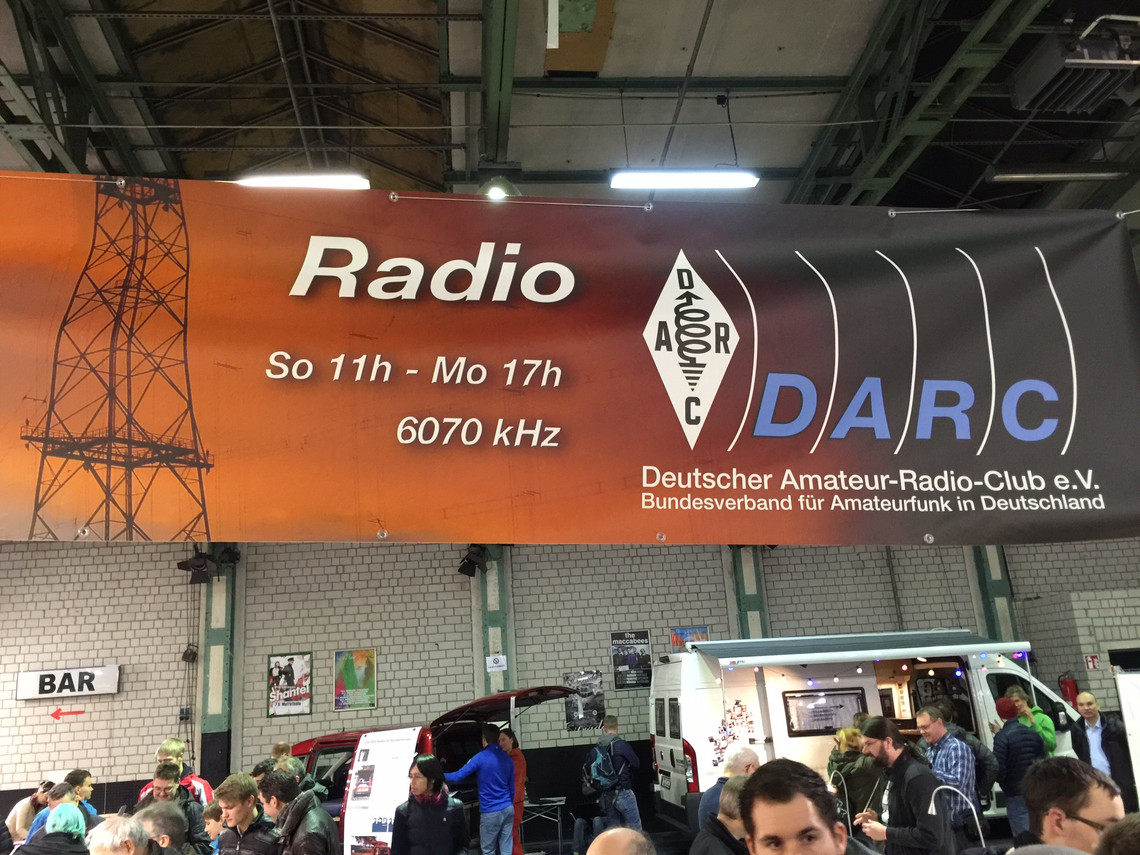 Radio
So 11h - Mo 17h
6070 kHz
D
A R
C
DARC
Deutscher Amateur-Radio-Club e.V.
Bundesverband für Amateurfunk in Deutschland
BAR
Shantel
the maccabees